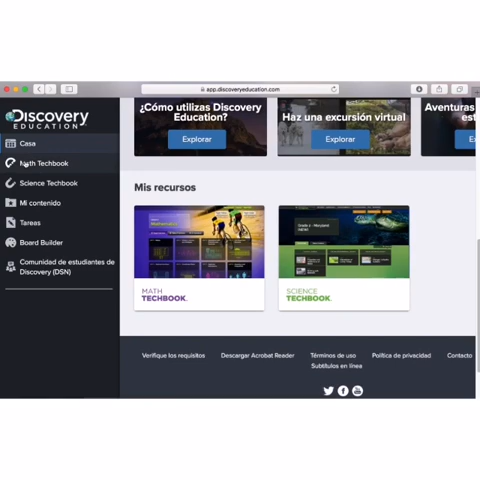 app.discoveryeducation.com
Discovery
EDUCATION
Casa
Math Techbook
Science Techbook
Mi contenido
Tareas
Board Builder
Comunidad de estudiantes de
Discovery (DSN)
¿Cómo utilizas Discovery
Education?
Explorar
Haz una excursión virtual
Explorar
Aventuras
est
Ex
Mis recursos
MATH
TECHBOOK.
SCIENCE
TECHBOOK.
Verifique los requisitos
Descargar Acrobat Reader
Términos de uso
Política de privacidad
Contacto
Subtítulos en línea